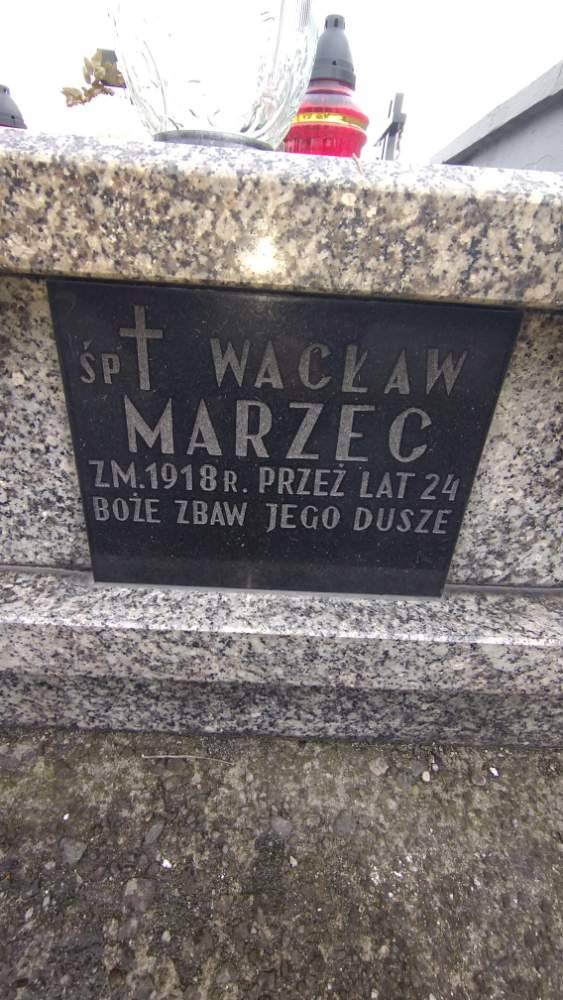 ŚP WACŁAW
MARZEC
ZM. 1918 R. PRZEŻ LAT 24
BOŻE ZBAW JEGO DUSZE